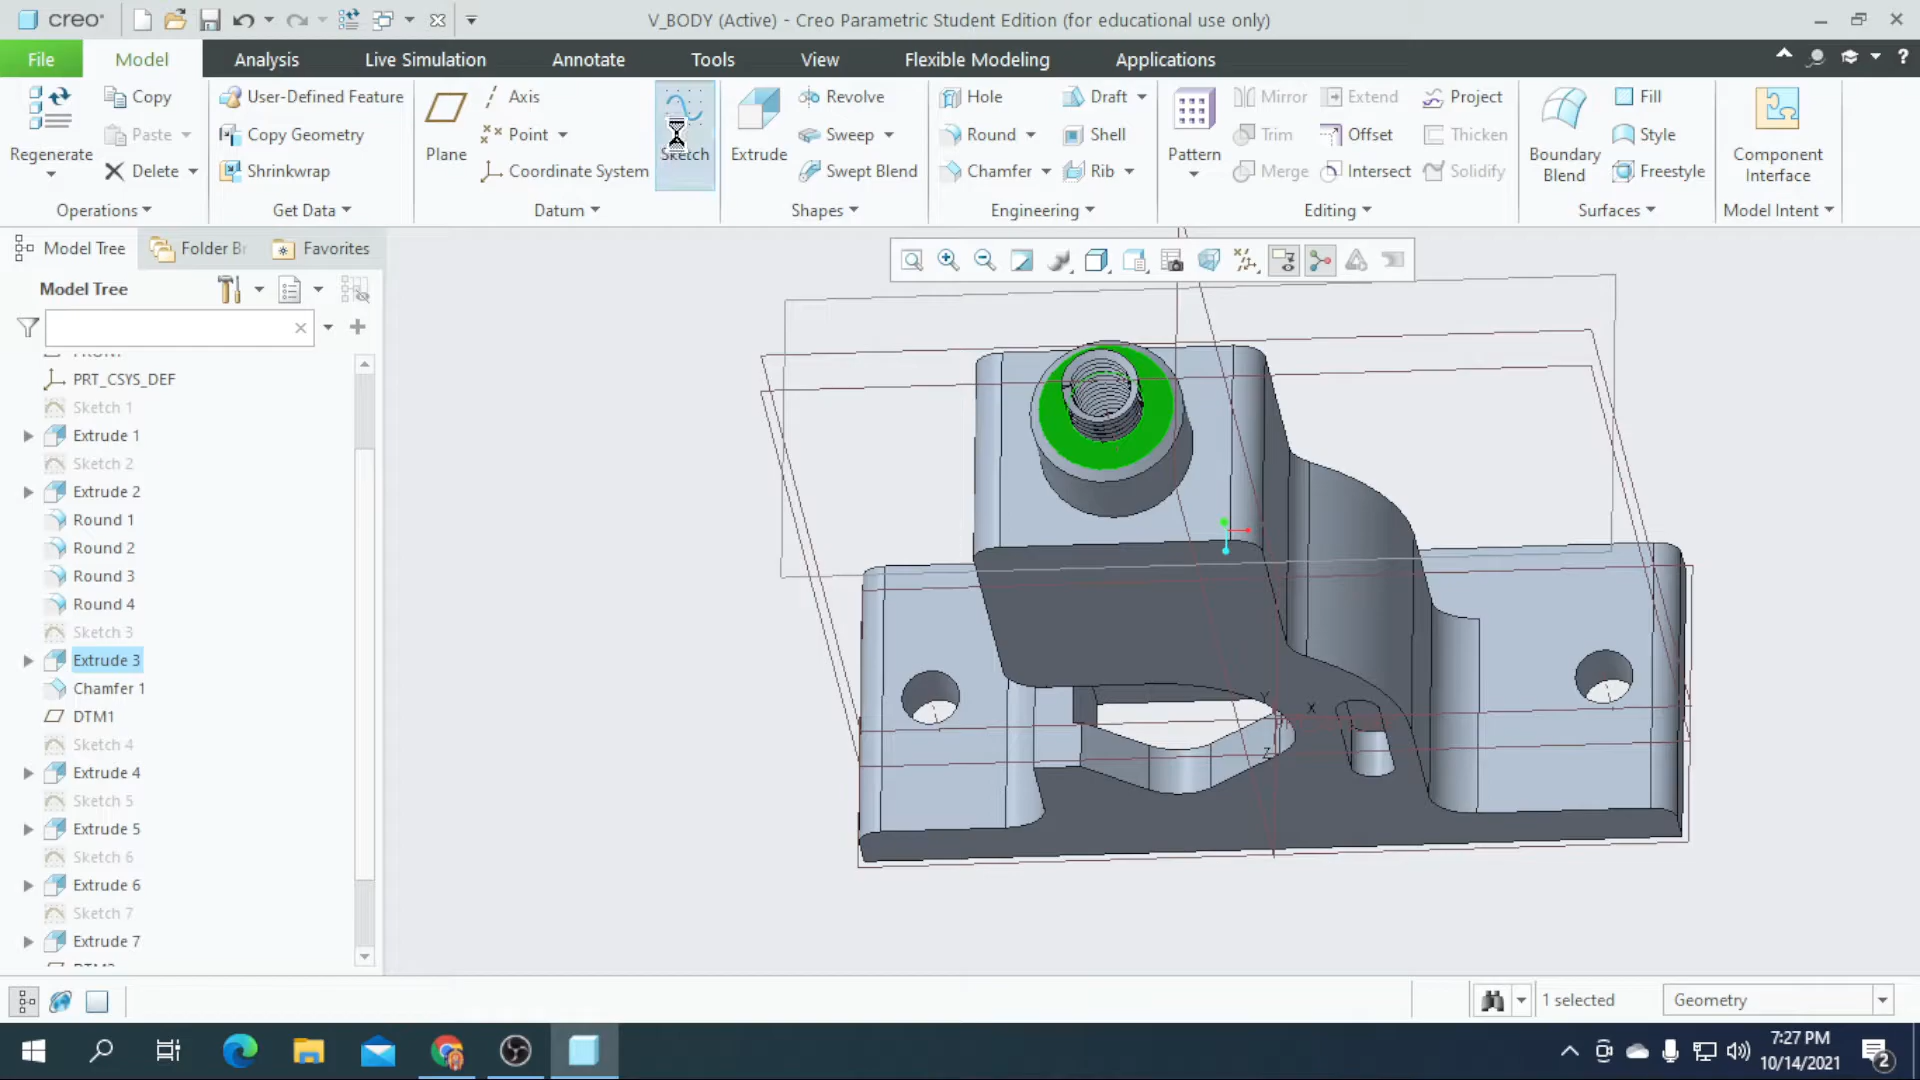 creo°
V_BODY (Active) - Creo Parametric Student Edition (for educational use only)
File
Model
Analysis
Live Simulation
Annotate
Tools
View
Flexible Modeling
Applications
Regenerate
Copy
Paste
Delete
Operations
User-Defined Feature
Copy Geometry
Shrinkwrap
Get Data
Plane
Axis
Point
Coordinate System
Sketch
Datum
Extrude
Revolve
Sweep
Swept Blend
Shapes
Hole
Round
Chamfer
Draft
Shell
Rib
Engineering
Pattern
Mirror
Trim
Merge
Extend
Offset
Intersect
Project
Thicken
Solidify
Editing
Boundary
Blend
Fill
Style
Freestyle
Surfaces
Component
Interface
Model Intent
Model Tree
Folder Br
Favorites
Model Tree
PRT_CSYS_DEF
Sketch 1
Extrude 1
Sketch 2
Extrude 2
Round 1
Round 2
Round 3
Round 4
Sketch 3
Extrude 3
Chamfer 1
DTM1
Sketch 4
Extrude 4
Sketch 5
Extrude 5
Sketch 6
Extrude 6
Sketch 7
Extrude 7
Y
X
Z
1 selected
Geometry
7:27 PM
10/14/2021
2